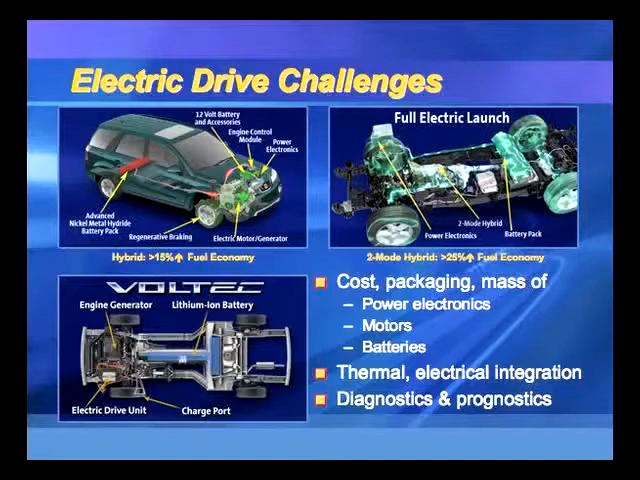 Electric Drive Challenges
12 Volt Battery
and Accessories
Engine Control
Module
Power
Electronics
Advanced
Nickel Metal Hydride
Battery Pack
Regenerative Braking
Electric Motor/Generator
Hybrid: >15%↑ Fuel Economy
Full Electric Launch
2-Mode Hybrid
Power Electronics
Battery Pack
2-Mode Hybrid: >25%↑ Fuel Economy
VOLTEC
Engine Generator
Lithium-Ion Battery
Electric Drive Unit
Charge Port
Cost, packaging, mass of
– Power electronics
– Motors
– Batteries
Thermal, electrical integration
Diagnostics & prognostics